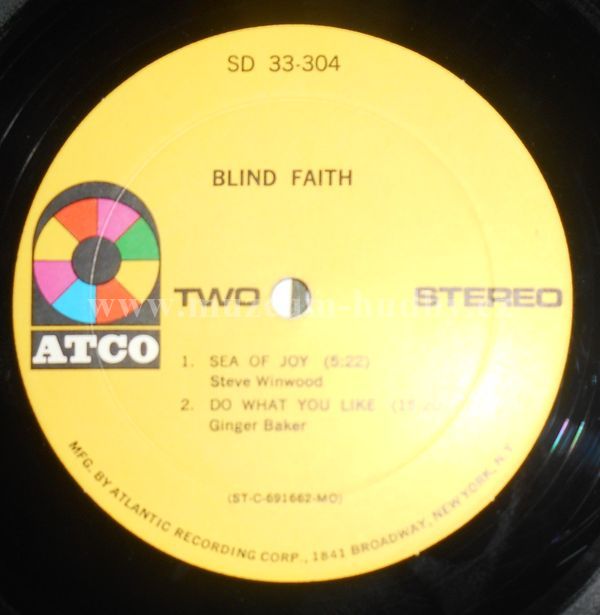 SD 33-304
BLIND FAITH
TWO STEREO
ATCO
1. SEA OF JOY (5:22)
Steve Winwood
2. DO WHAT YOU LIKE
Ginger Baker
(ST-C-691662-MO)
MFG. BY ATLANTIC RECORDING CORP., 1841 BROADWAY, NEW YORK, N.Y.